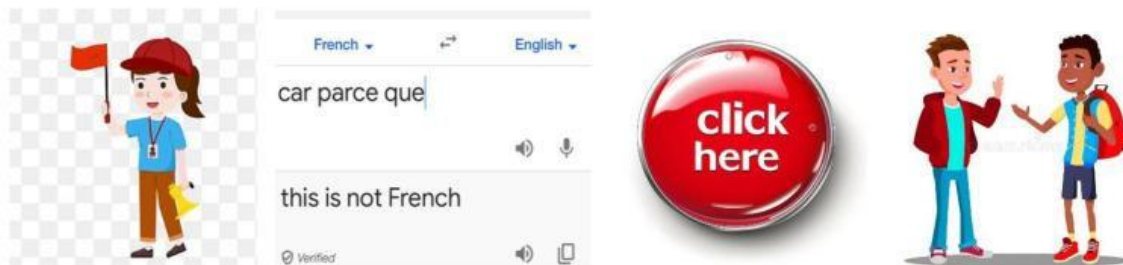 French English
car parce que
this is not French
Verified
click
here